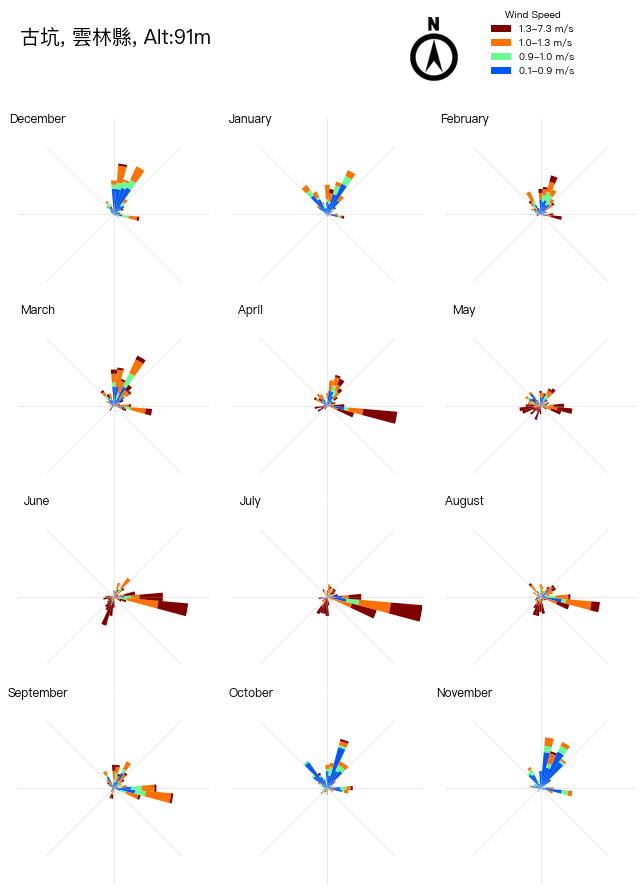 古坑, 雲林縣, Alt:91m
N
Wind Speed
1.3–7.3 m/s
1.0–1.3 m/s
0.9–1.0 m/s
0.1–0.9 m/s
December
January
February
March
April
May
June
July
August
September
October
November